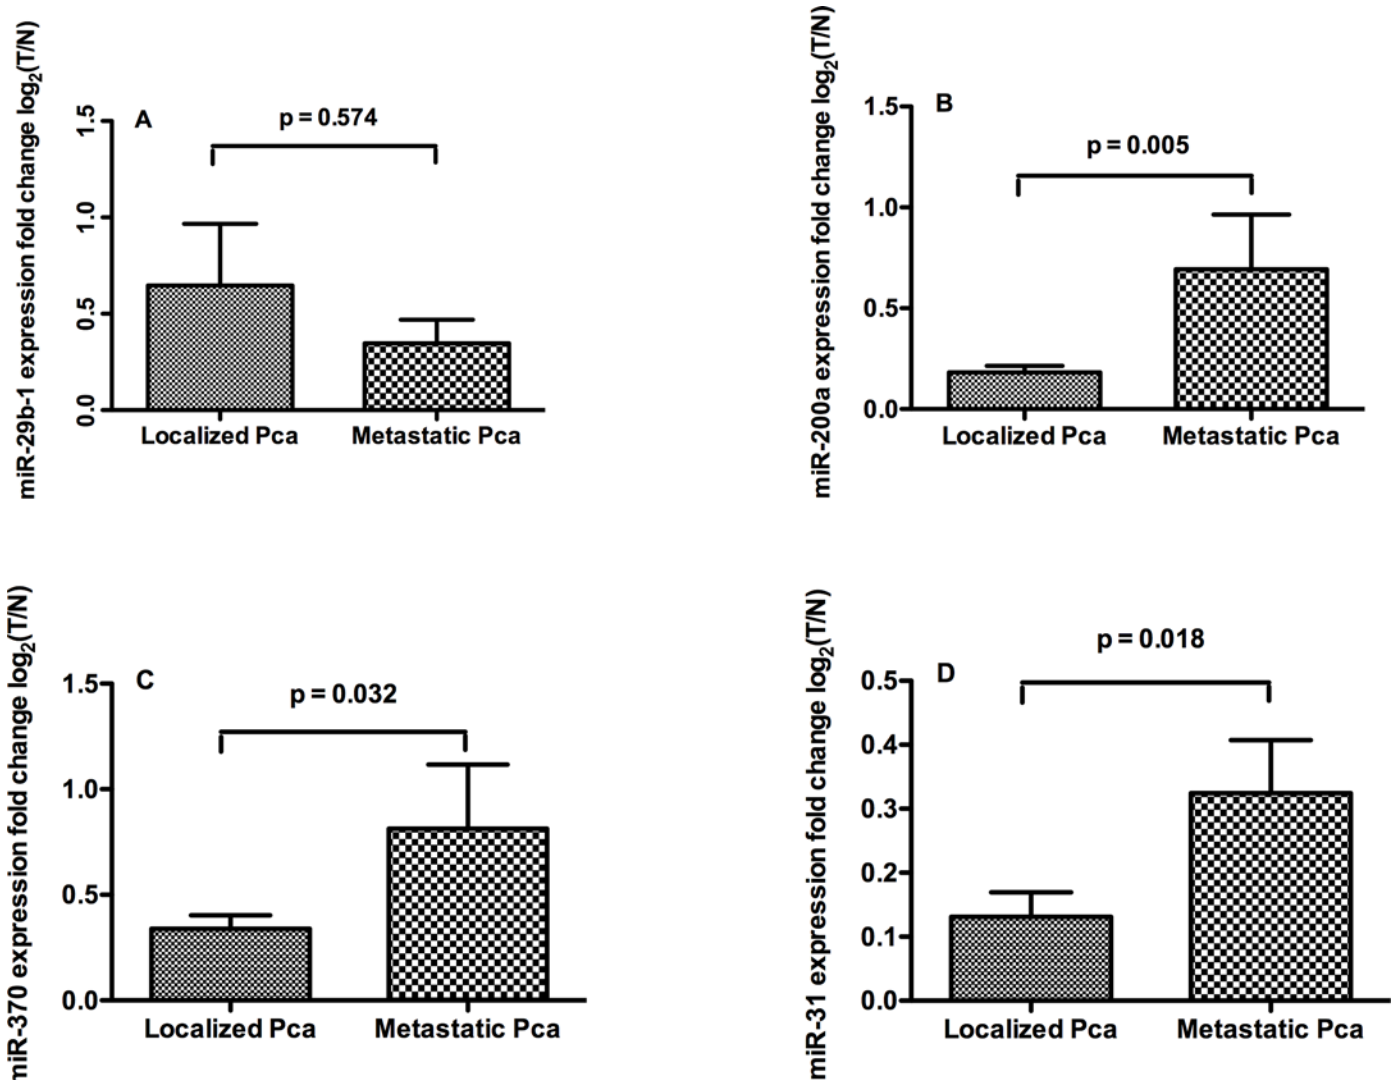 miR-29b-1 expression fold change log₂(T/N)
A
p = 0.574
1.5
1.0
0.5
0.0
Localized Pca
Metastatic Pca
miR-200a expression fold change log₂(T/N)
B
p = 0.005
1.5
1.0
0.5
0.0
Localized Pca
Metastatic Pca
miR-370 expression fold change log₂(T/N)
C
p = 0.032
1.5
1.0
0.5
0.0
Localized Pca
Metastatic Pca
miR-31 expression fold change log₂(T/N)
D
p = 0.018
0.5
0.4
0.3
0.2
0.1
0.0
Localized Pca
Metastatic Pca